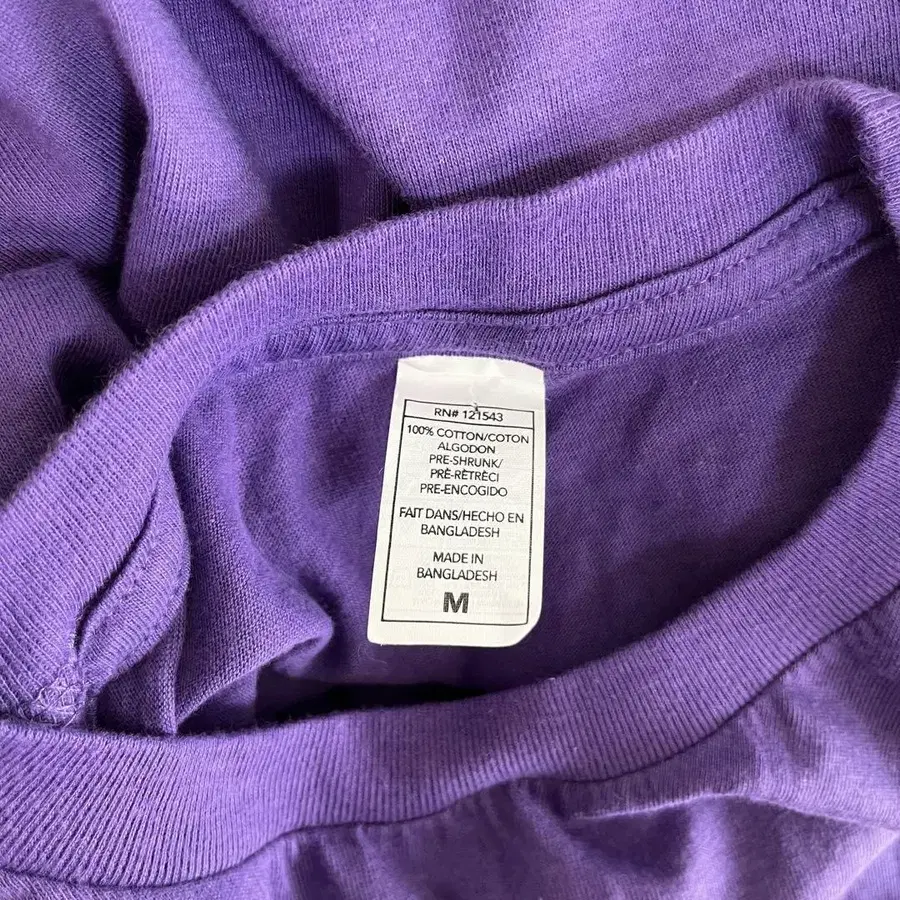 RN# 121543
100% COTTON/COTON
ALGODON
PRE-SHRUNK/
PRÉ-RÉTRÉCI
PRE-ENCOGIDO
FAIT DANS/HECHO EN
BANGLADESH
MADE IN
BANGLADESH
M